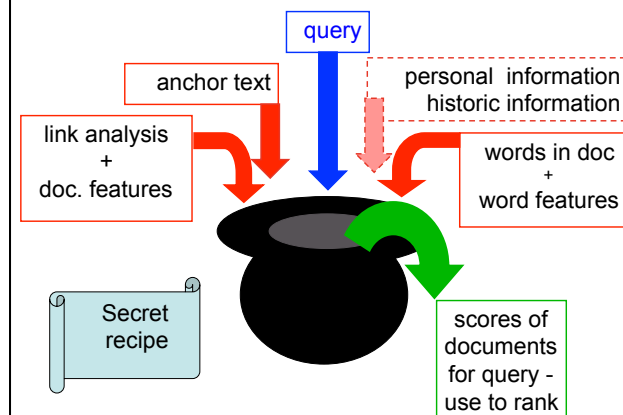 query
anchor text
personal  information
historic information
link analysis
+
doc. features
words in doc
+
word features
Secret
recipe
scores of
documents
for query -
use to rank